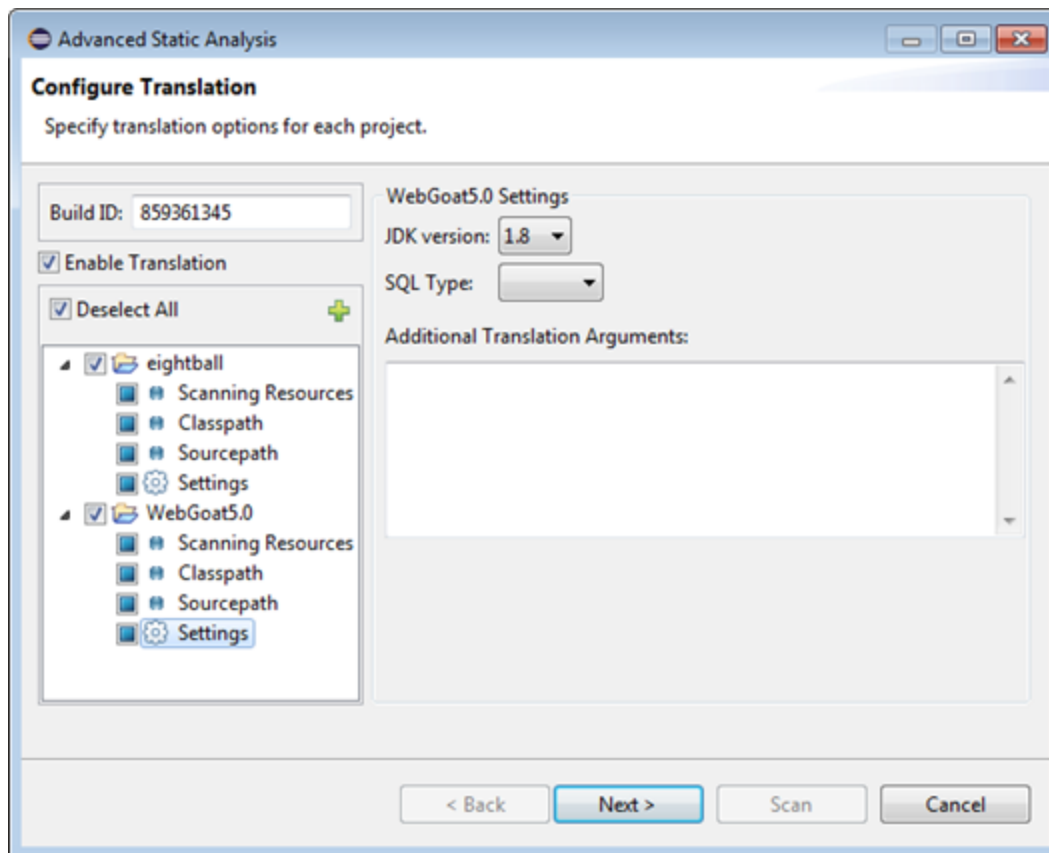 Advanced Static Analysis
Configure Translation
Specify translation options for each project.
Build ID: 859361345
Enable Translation
Deselect All
eightball
Scanning Resources
Classpath
Sourcepath
Settings
WebGoat5.0
Scanning Resources
Classpath
Sourcepath
Settings
WebGoat5.0 Settings
JDK version: 1.8
SQL Type:
Additional Translation Arguments:
< Back Next > Scan Cancel